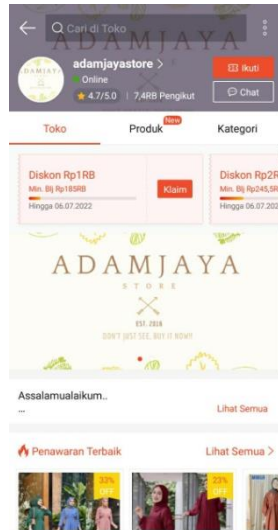 Cari di Toko
ADAMJAYA
adamjayastore >
Online
4.7/5.0 | 7,4RB Pengikut
Ikuti
Chat
Toko
Produk
New
Kategori
Diskon Rp1RB
Min. Blj Rp185RB
Hingga 06.07.2022
Klaim
Diskon Rp2R
Min. Blj Rp245,5R
Hingga 06.07.202
ADAMJAYA
STORE
EST. 2018
DON'T JUST SEE, BUY IT NOW!!
Assalamualaikum..
...
Lihat Semua
Penawaran Terbaik
Lihat Semua >
33%
OFF
23%
OFF